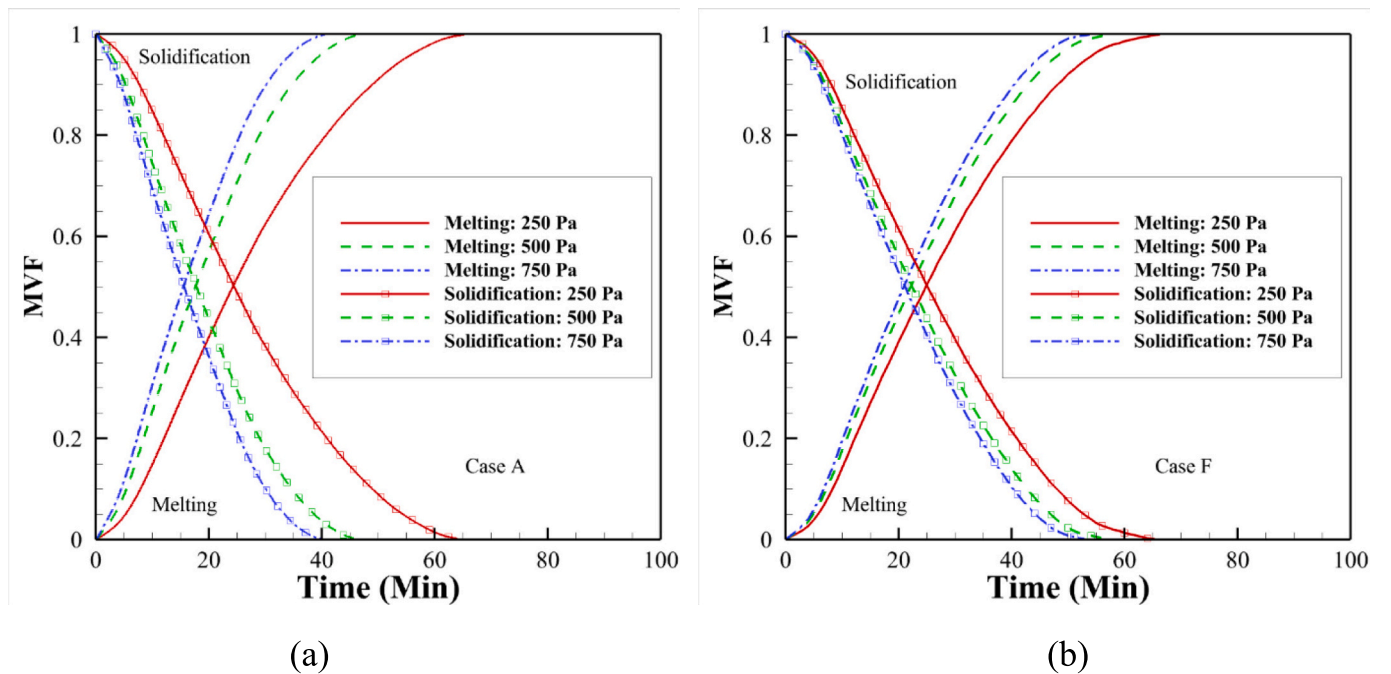 1
0.8
0.6
0.4
0.2
0
MVF
Solidification
Melting: 250 Pa
Melting: 500 Pa
Melting: 750 Pa
Solidification: 250 Pa
Solidification: 500 Pa
Solidification: 750 Pa
Case A
Melting
0 20 40 60 80 100
Time (Min)
(a)
1
0.8
0.6
0.4
0.2
0
MVF
Solidification
Melting: 250 Pa
Melting: 500 Pa
Melting: 750 Pa
Solidification: 250 Pa
Solidification: 500 Pa
Solidification: 750 Pa
Case F
Melting
0 20 40 60 80 100
Time (Min)
(b)